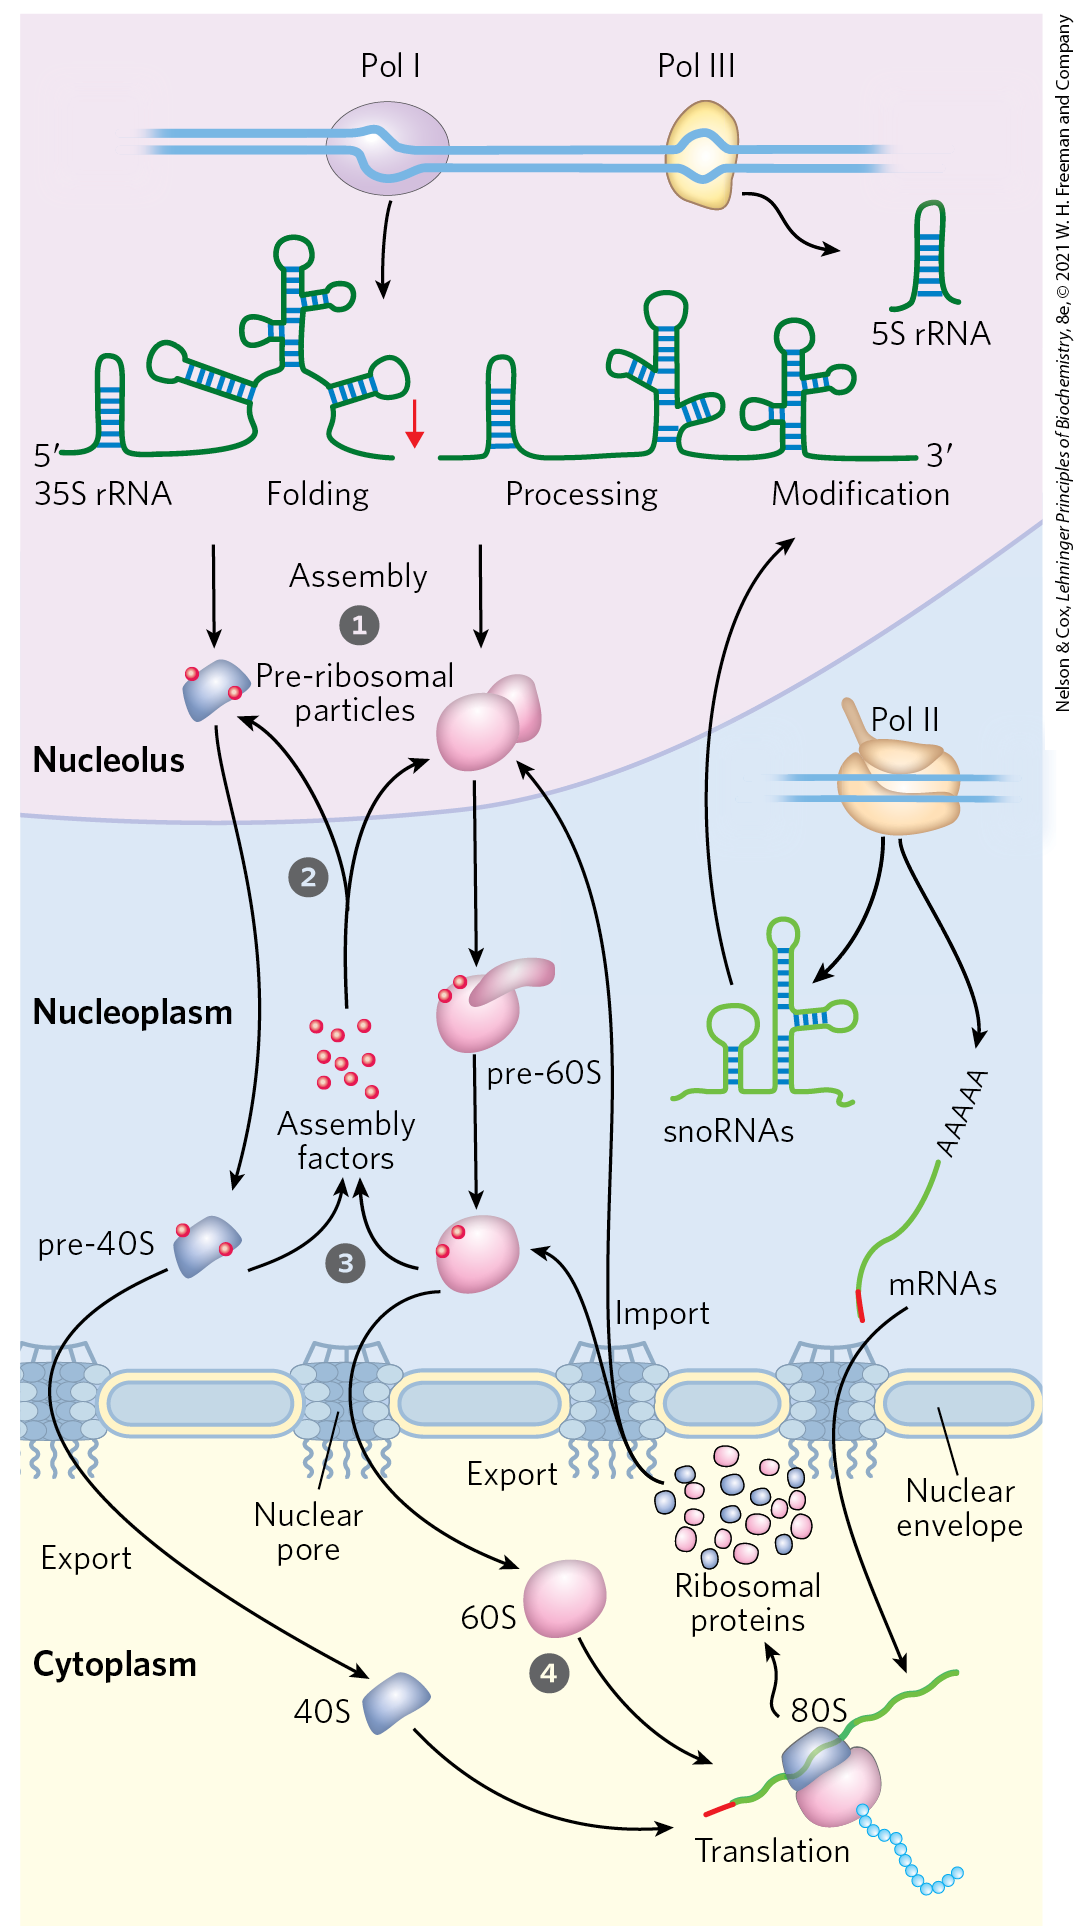 Pol I
Pol III
5S rRNA
5′
3′
35S rRNA
Folding
Processing
Modification
Assembly
1
Pre-ribosomal
particles
Nucleolus
Pol II
2
Nucleoplasm
pre-60S
Assembly
factors
snoRNAs
AAAAA
pre-40S
3
mRNAs
Import
Export
Nuclear
pore
Nuclear
envelope
Export
Ribosomal
proteins
60S
Cytoplasm
4
40S
80S
Translation
Nelson & Cox, Lehninger Principles of Biochemistry, 8e, © 2021 W. H. Freeman and Company